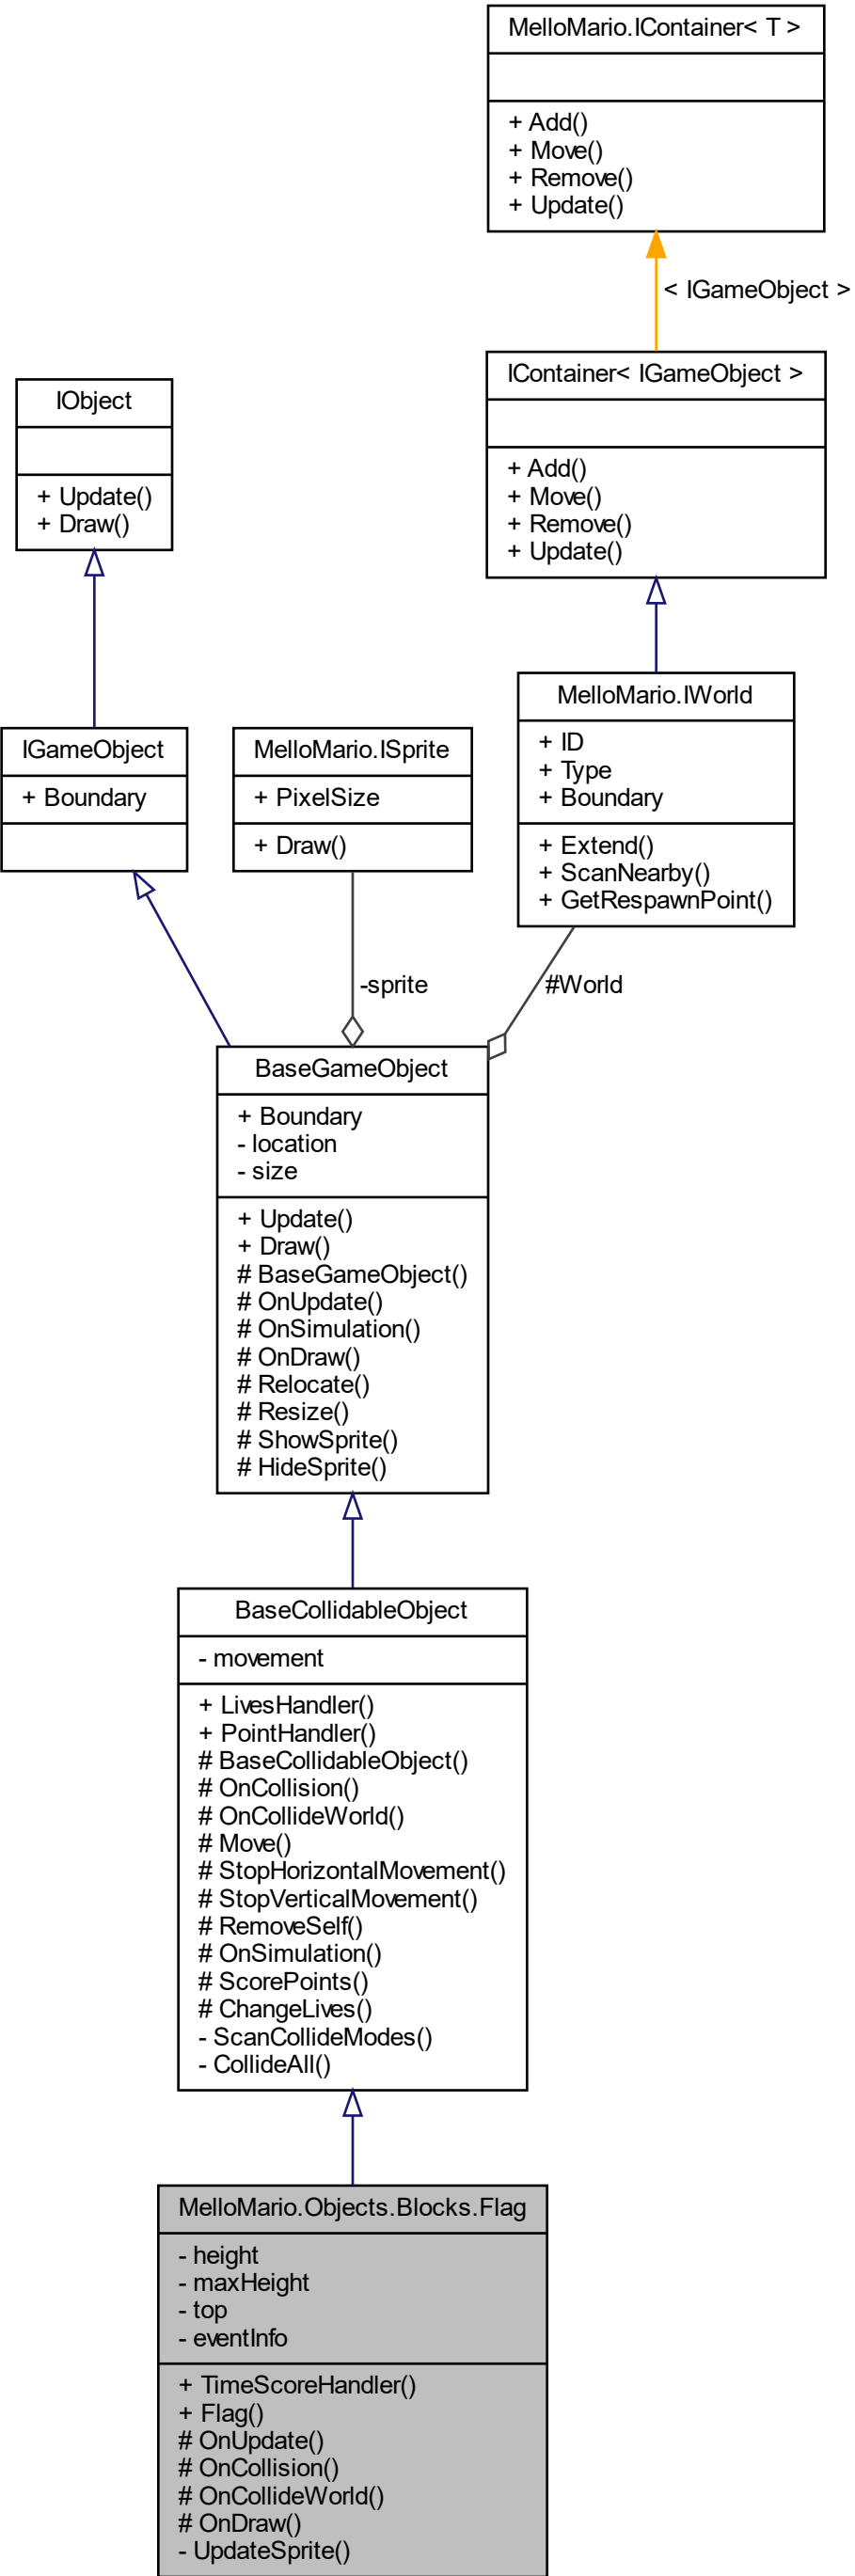 MelloMario.IContainer< T >
+ Add()
+ Move()
+ Remove()
+ Update()
< IGameObject >
IContainer< IGameObject >
+ Add()
+ Move()
+ Remove()
+ Update()
IObject
+ Update()
+ Draw()
MelloMario.IWorld
+ ID
+ Type
+ Boundary
+ Extend()
+ ScanNearby()
+ GetRespawnPoint()
IGameObject
+ Boundary
MelloMario.ISprite
+ PixelSize
+ Draw()
-sprite
#World
BaseGameObject
+ Boundary
- location
- size
+ Update()
+ Draw()
# BaseGameObject()
# OnUpdate()
# OnSimulation()
# OnDraw()
# Relocate()
# Resize()
# ShowSprite()
# HideSprite()
BaseCollidableObject
- movement
+ LivesHandler()
+ PointHandler()
# BaseCollidableObject()
# OnCollision()
# OnCollideWorld()
# Move()
# StopHorizontalMovement()
# StopVerticalMovement()
# RemoveSelf()
# OnSimulation()
# ScorePoints()
# ChangeLives()
- ScanCollideModes()
- CollideAll()
MelloMario.Objects.Blocks.Flag
- height
- maxHeight
- top
- eventInfo
+ TimeScoreHandler()
+ Flag()
# OnUpdate()
# OnCollision()
# OnCollideWorld()
# OnDraw()
- UpdateSprite()